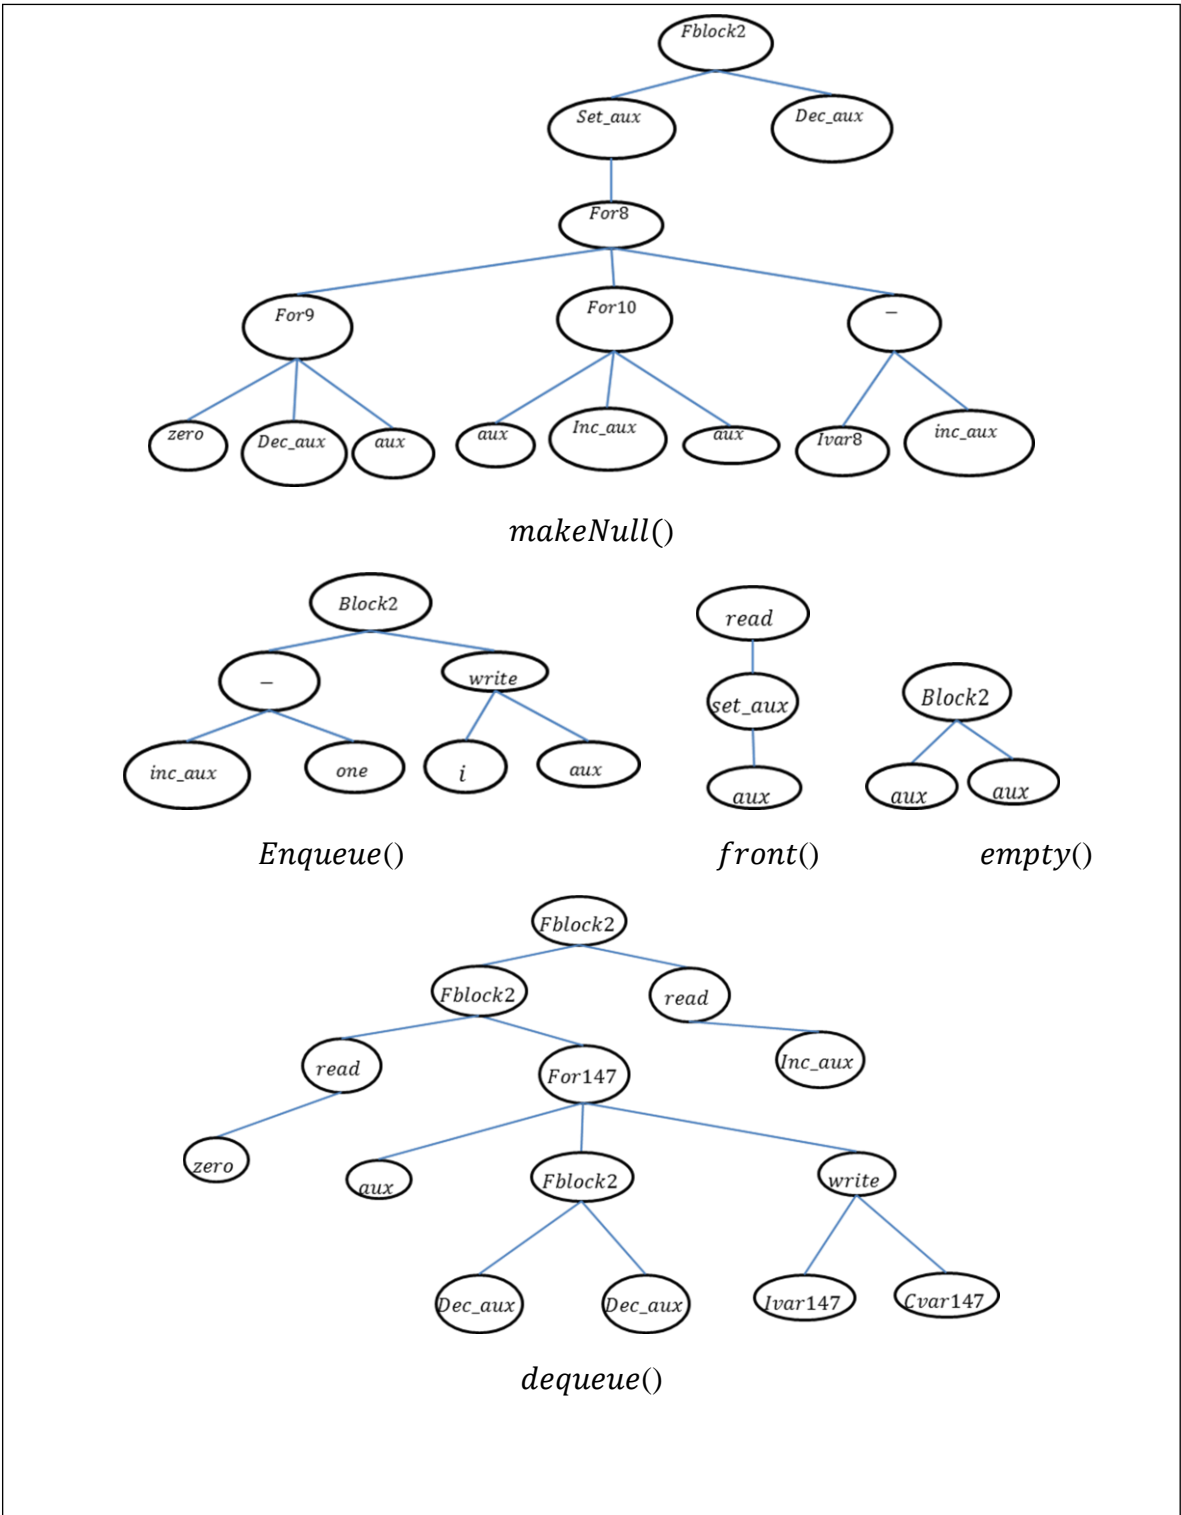 Fblock2
Set_aux Dec_aux
For8
For9 For10 −
zero Dec_aux aux aux Inc_aux aux Ivar8 inc_aux
makeNull()
Block2 read
− write set_aux Block2
inc_aux one i aux aux aux aux
Enqueue() front() empty()
Fblock2
Fblock2 read
read For147 Inc_aux
zero aux Fblock2 write
Dec_aux Dec_aux Ivar147 Cvar147
dequeue()